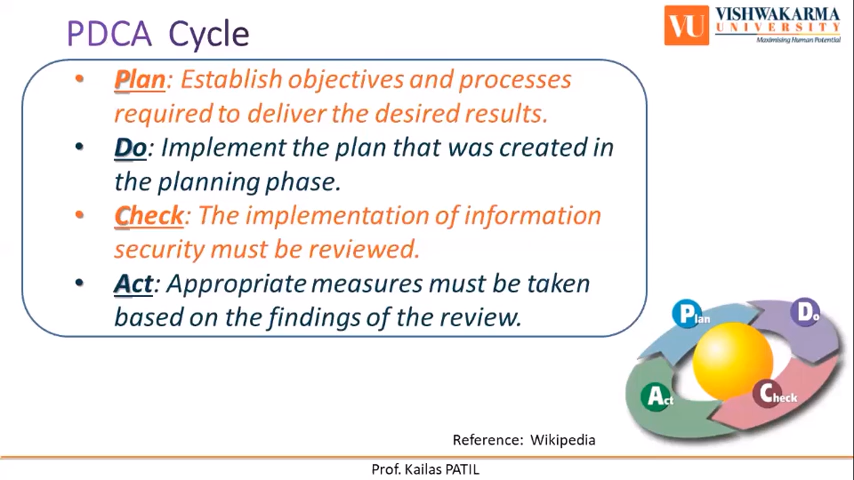 PDCA Cycle
VU
VISHWAKARMA
UNIVERSITY
Maximising Human Potential
• Plan: Establish objectives and processes
required to deliver the desired results.
• Do: Implement the plan that was created in
the planning phase.
• Check: The implementation of information
security must be reviewed.
• Act: Appropriate measures must be taken
based on the findings of the review.
Plan
Do
Act
Check
Reference: Wikipedia
Prof. Kailas PATIL